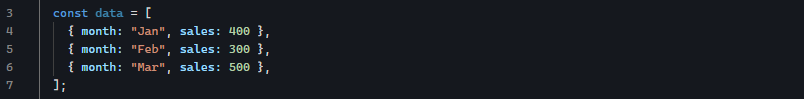 3 const data = [
4 { month: "Jan", sales: 400 },
5 { month: "Feb", sales: 300 },
6 { month: "Mar", sales: 500 },
7 ];